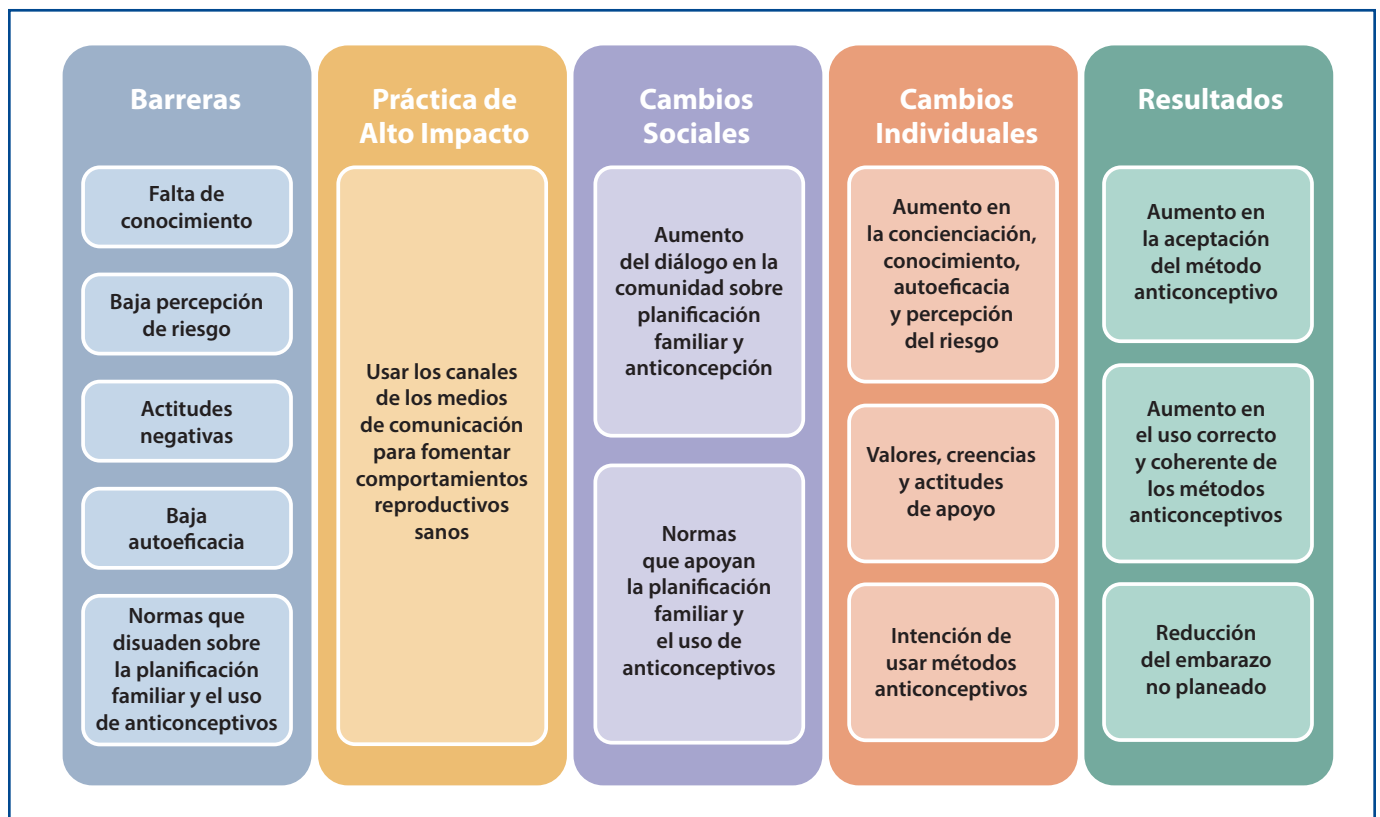 Barreras
Falta de
conocimiento
Baja percepción
de riesgo
Actitudes
negativas
Baja
autoeficacia
Normas que
disuaden sobre
la planificación
familiar y el uso
de anticonceptivos
Práctica de
Alto Impacto
Usar los canales
de los medios
de comunicación
para fomentar
comportamientos
reproductivos
sanos
Cambios
Sociales
Aumento
del diálogo en la
comunidad sobre
planificación
familiar y
anticoncepción
Normas
que apoyan
la planificación
familiar y
el uso de
anticonceptivos
Cambios
Individuales
Aumento en
la concienciación,
conocimiento,
autoeficacia
y percepción
del riesgo
Valores, creencias
y actitudes
de apoyo
Intención de
usar métodos
anticonceptivos
Resultados
Aumento en
la aceptación
del método
anticonceptivo
Aumento en
el uso correcto
y coherente de
los métodos
anticonceptivos
Reducción
del embarazo
no planeado